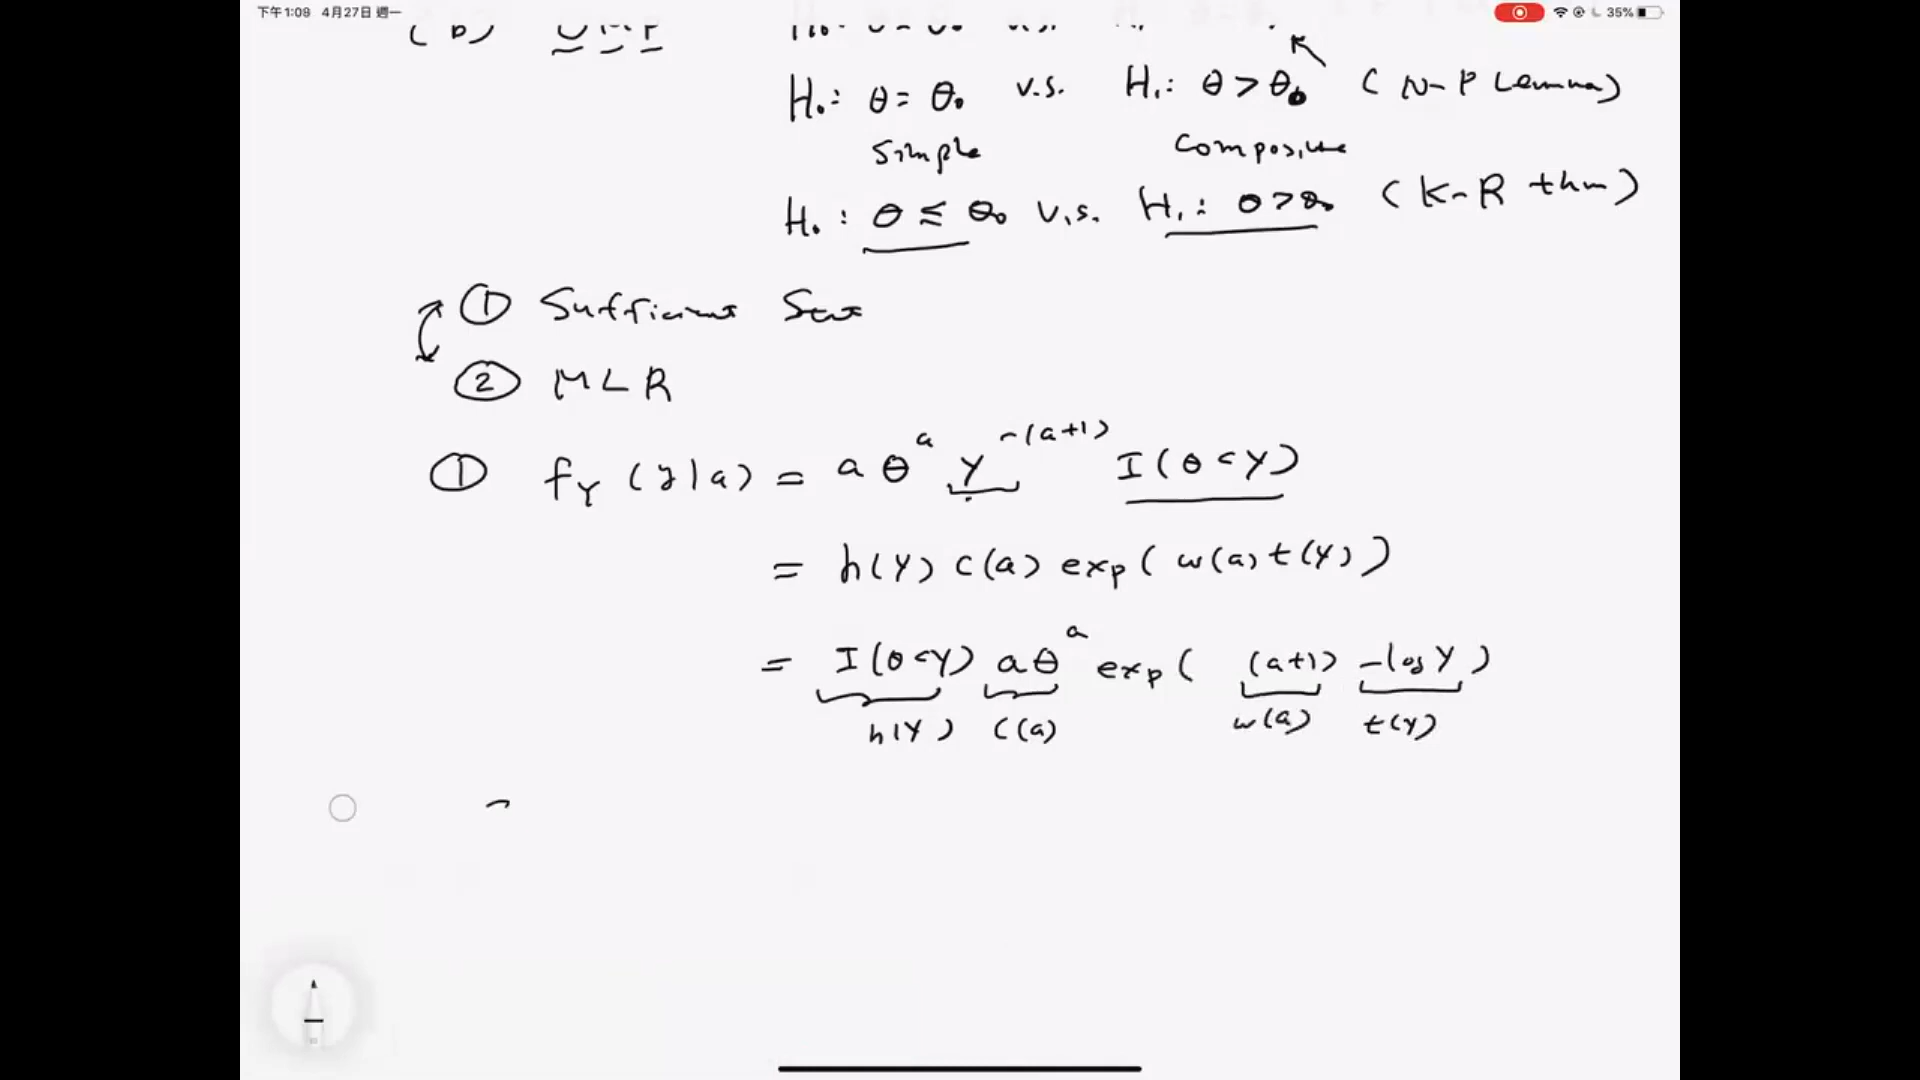 下午1:08 4月27日 週一
35%
(b) UMP
H₀: θ = θ₀ v.s. H₁: θ > θ₀ (N-P Lemma)
Simple Composite
H₀: θ ≤ θ₀ v.s. H₁: θ > θ₀ (K-R thm)
① Sufficient Stat
② MLR
① f_Y(y|a) = a θ^a y^{-(a+1)} I(θ < y)
= h(y) c(a) exp( w(a) t(y) )
= I(θ < y) a θ^a exp( (a+1) -log y )
h(y) c(a) w(a) t(y)